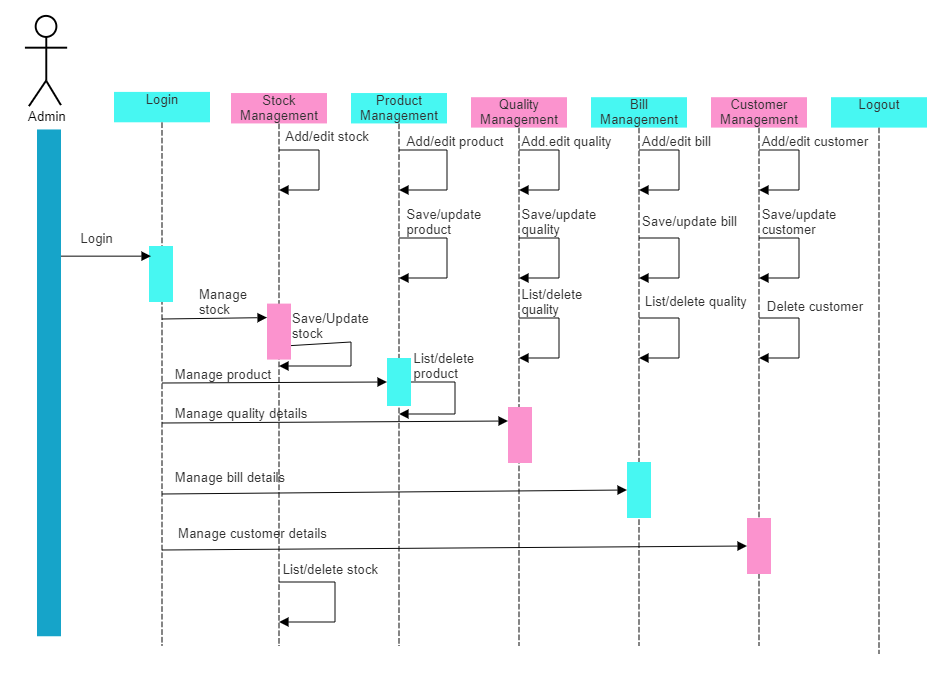 Admin
Login
Stock
Management
Product
Management
Quality
Management
Bill
Management
Customer
Management
Logout
Add/edit stock
Add/edit product
Add.edit quality
Add/edit bill
Add/edit customer
Save/update
product
Save/update
quality
Save/update bill
Save/update
customer
Login
Manage
stock
List/delete
quality
List/delete quality
Delete customer
Save/Update
stock
List/delete
product
Manage product
Manage quality details
Manage bill details
Manage customer details
List/delete stock